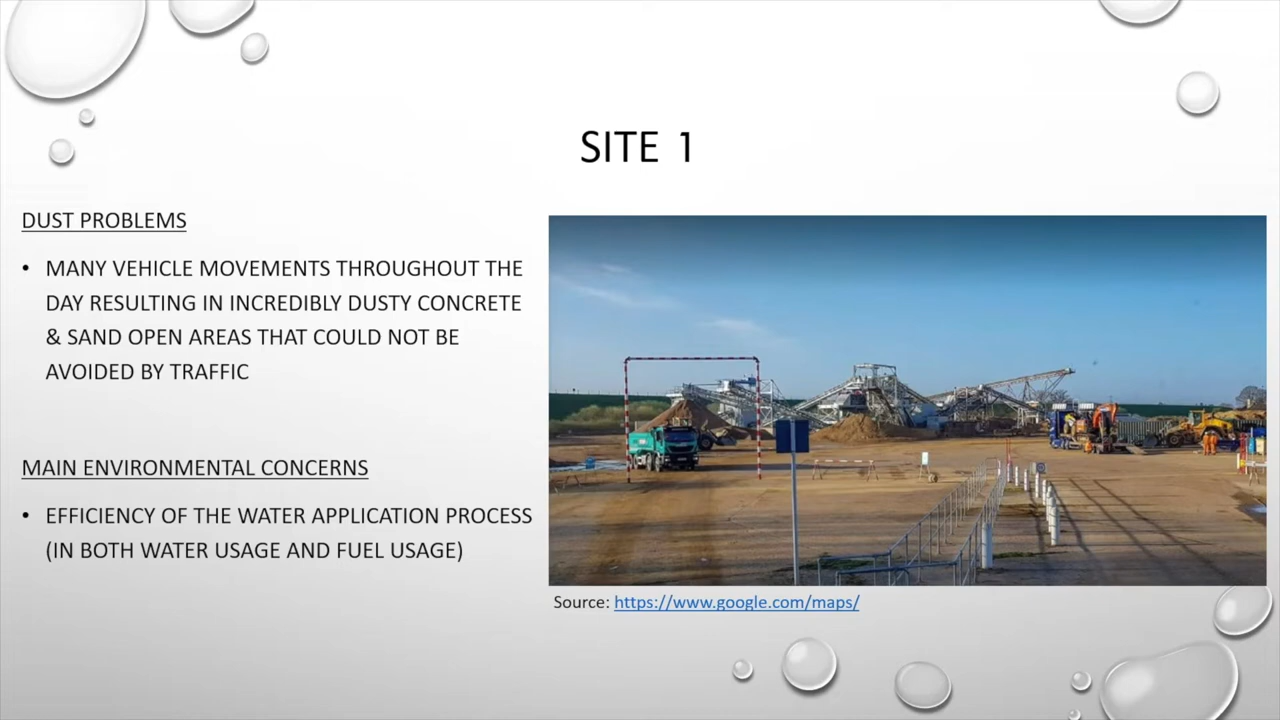 SITE 1
DUST PROBLEMS
• MANY VEHICLE MOVEMENTS THROUGHOUT THE
DAY RESULTING IN INCREDIBLY DUSTY CONCRETE
& SAND OPEN AREAS THAT COULD NOT BE
AVOIDED BY TRAFFIC
MAIN ENVIRONMENTAL CONCERNS
• EFFICIENCY OF THE WATER APPLICATION PROCESS
(IN BOTH WATER USAGE AND FUEL USAGE)
Source: https://www.google.com/maps/